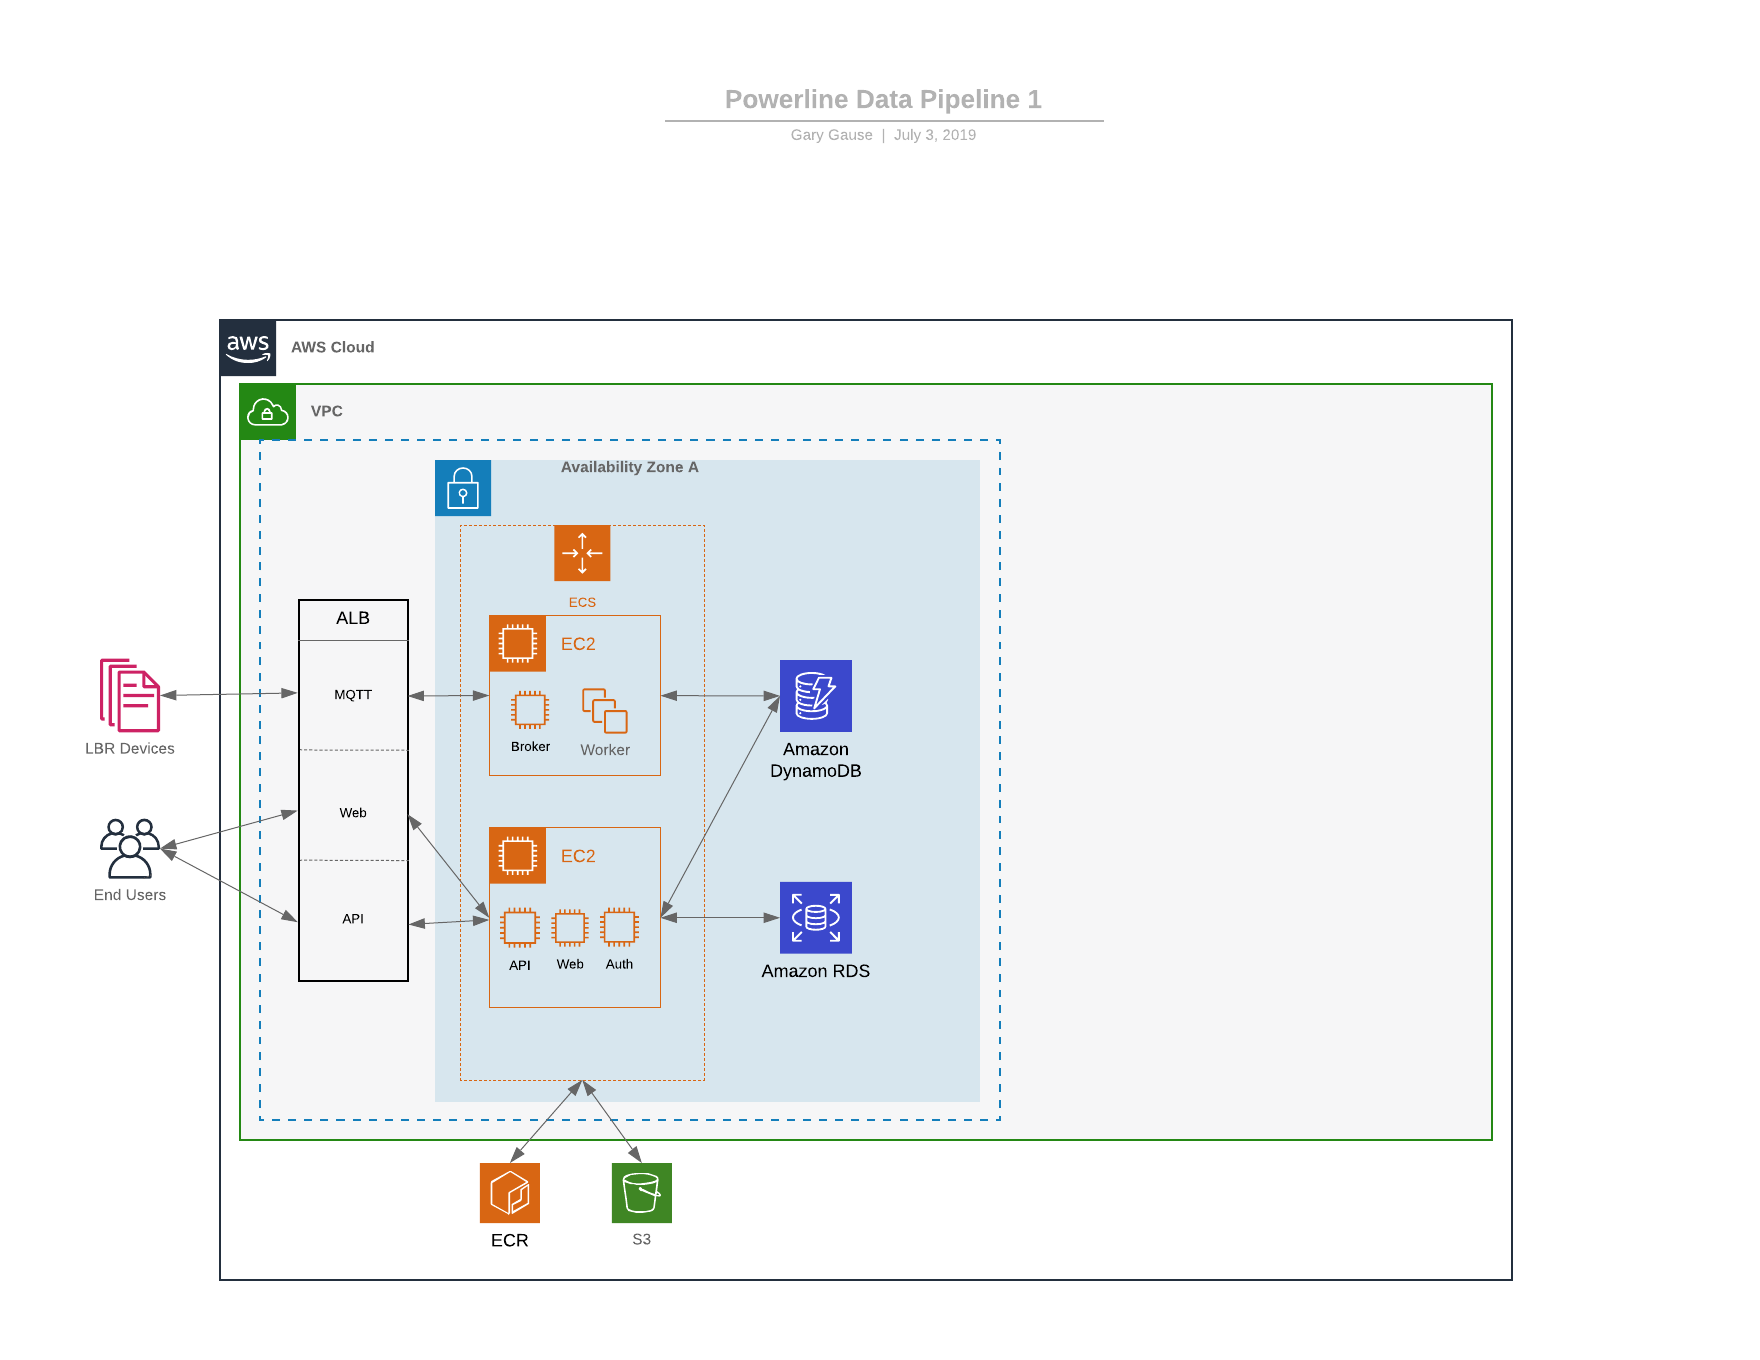 Powerline Data Pipeline 1
Gary Gause | July 3, 2019
aws
AWS Cloud
VPC
Availability Zone A
ECS
ALB
MQTT
Web
API
LBR Devices
End Users
EC2
Broker
Worker
EC2
API
Web
Auth
Amazon
DynamoDB
Amazon RDS
ECR
S3